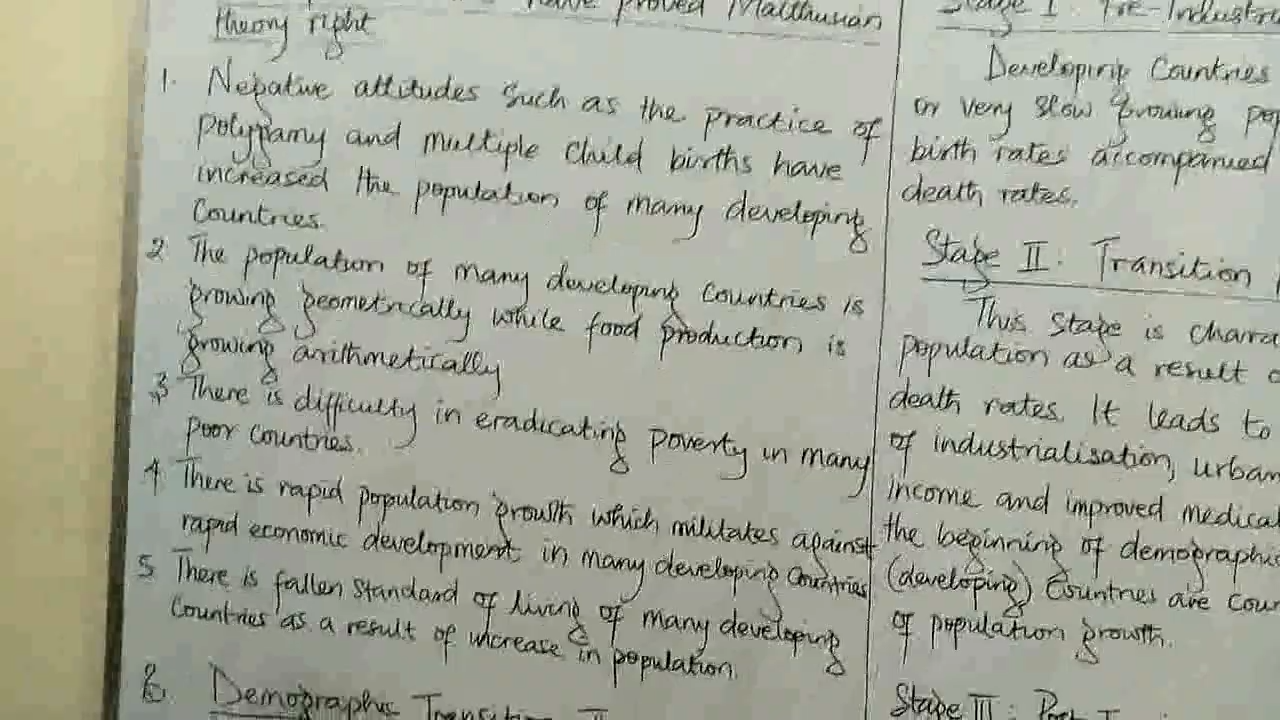 have proved Malthusian
theory right
1. Negative attitudes such as the practice of
polygamy and multiple child births have
increased the population of many developing
Countries.
2 The population of many developing countries is
growing geometrically while food production is
growing arithmetically
3 There is difficulty in eradicating poverty in many
poor countries.
4 There is rapid population growth which militates against
rapid economic development in many developing Countries
5 There is fallen standard of living of many developing
Countries as a result of increase in population.
6. Demographic
Stage I: Pre-Industr
Developing Countries
or very slow growing pop
birth rates accompanied
death rates.
Stage II: Transition
This stage is chara
population as a result
death rates. It leads to
of industrialisation, urban
income and improved medical
the beginning of demographic
(developing) Countries are cou
of population growth.
Stage III: